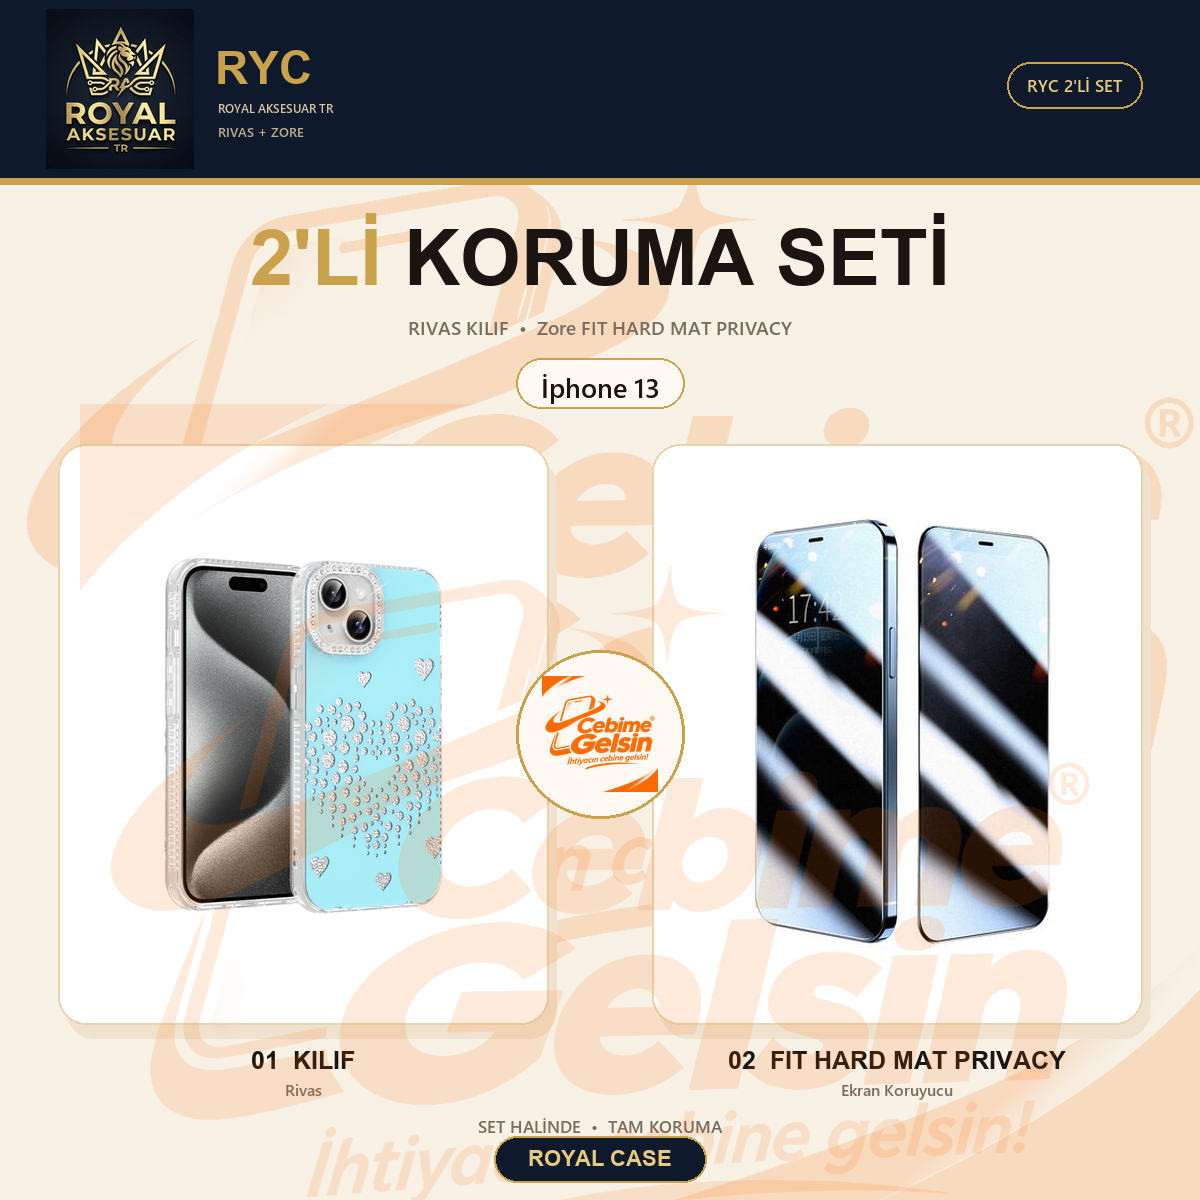 ROYAL
AKSESUAR
TR
RYC
ROYAL AKSESUAR TR
RIVAS + ZORE
RYC 2'Lİ SET
2'Lİ KORUMA SETİ
RIVAS KILIF • Zore FIT HARD MAT PRIVACY
İphone 13
17:42
Cebime®
Gelsin
İhtiyacın cebine gelsin!
Cebime®
Gelsin
01 KILIF
Rivas
02 FIT HARD MAT PRIVACY
Ekran Koruyucu
SET HALİNDE • TAM KORUMA
ROYAL CASE